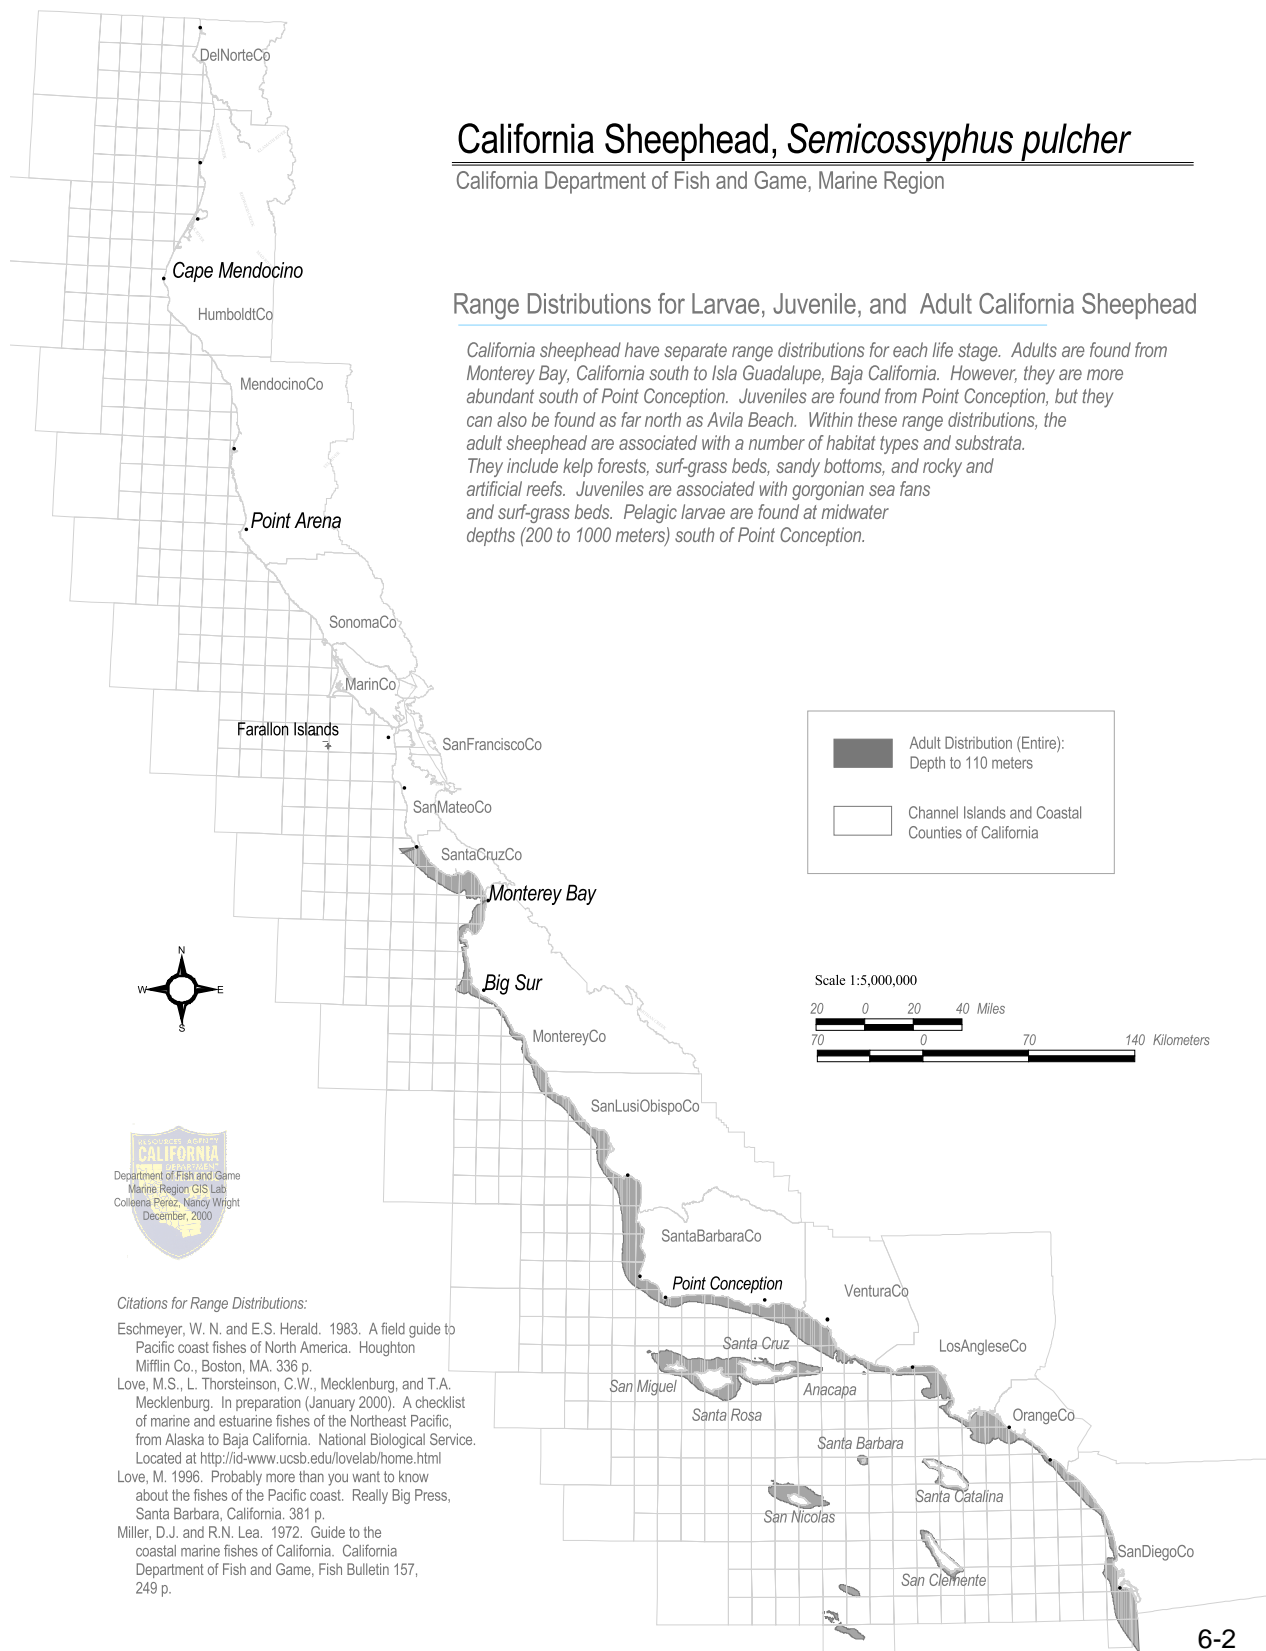 DelNorteCo
California Sheephead, Semicossyphus pulcher
California Department of Fish and Game, Marine Region
Cape Mendocino
HumboldtCo
Range Distributions for Larvae, Juvenile, and Adult California Sheephead
California sheephead have separate range distributions for each life stage. Adults are found from
Monterey Bay, California south to Isla Guadalupe, Baja California. However, they are more
abundant south of Point Conception. Juveniles are found from Point Conception, but they
can also be found as far north as Avila Beach. Within these range distributions, the
adult sheephead are associated with a number of habitat types and substrata.
They include kelp forests, surf-grass beds, sandy bottoms, and rocky and
artificial reefs. Juveniles are associated with gorgonian sea fans
and surf-grass beds. Pelagic larvae are found at midwater
depths (200 to 1000 meters) south of Point Conception.
MendocinoCo
Point Arena
SonomaCo
MarinCo
Farallon Islands
SanFranciscoCo
SanMateoCo
Adult Distribution (Entire):
Depth to 110 meters
Channel Islands and Coastal
Counties of California
SantaCruzCo
Monterey Bay
N
W
E
S
Big Sur
Scale 1:5,000,000
20 0 20 40 Miles
70 0 70 140 Kilometers
MontereyCo
SanLusiObispoCo
RESOURCES AGENCY
CALIFORNIA
DEPARTMENT
Department of Fish and Game
Marine Region GIS Lab
Colleena Perez, Nancy Wright
December, 2000
SantaBarbaraCo
Point Conception
VenturaCo
LosAngleseCo
OrangeCo
SanDiegoCo
Santa Cruz
San Miguel
Anacapa
Santa Rosa
Santa Barbara
Santa Catalina
San Nicolas
San Clemente
Citations for Range Distributions:
Eschmeyer, W. N. and E.S. Herald. 1983. A field guide to
Pacific coast fishes of North America. Houghton
Mifflin Co., Boston, MA. 336 p.
Love, M.S., L. Thorsteinson, C.W., Mecklenburg, and T.A.
Mecklenburg. In preparation (January 2000). A checklist
of marine and estuarine fishes of the Northeast Pacific,
from Alaska to Baja California. National Biological Service.
Located at http://id-www.ucsb.edu/lovelab/home.html
Love, M. 1996. Probably more than you want to know
about the fishes of the Pacific coast. Really Big Press,
Santa Barbara, California. 381 p.
Miller, D.J. and R.N. Lea. 1972. Guide to the
coastal marine fishes of California. California
Department of Fish and Game, Fish Bulletin 157,
249 p.
6-2